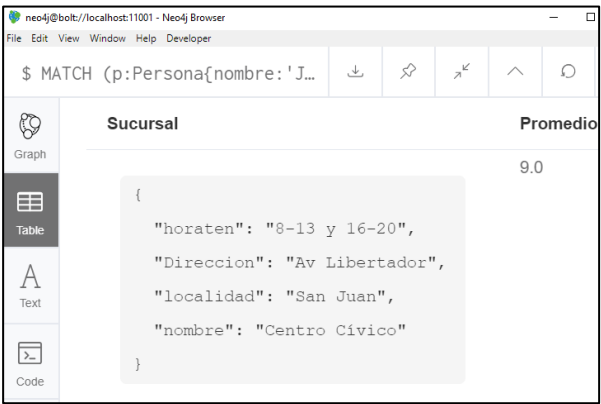 neo4j@bolt://localhost:11001 - Neo4j Browser
File Edit View Window Help Developer
$ MATCH (p:Persona{nombre:'J…
Graph
Table
Text
Code
Sucursal Promedio
9.0
{
"horaten": "8-13 y 16-20",
"Direccion": "Av Libertador",
"localidad": "San Juan",
"nombre": "Centro Cívico"
}